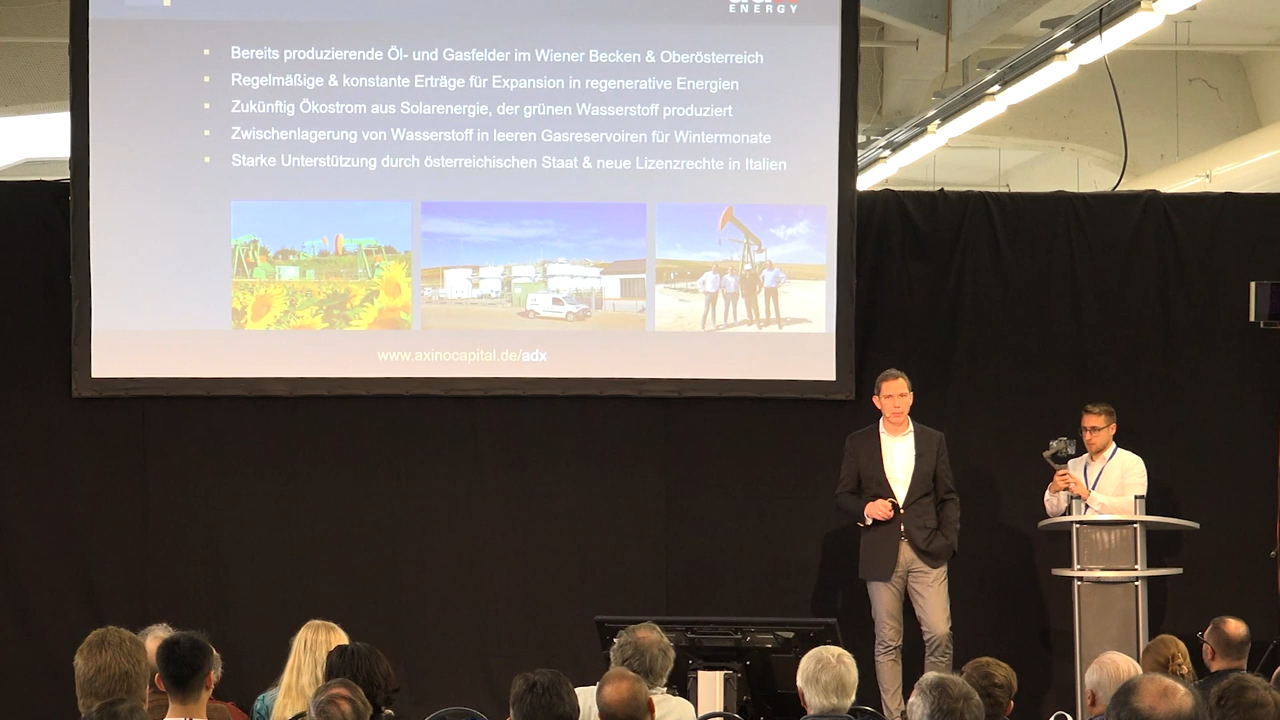 ENERGY
Bereits produzierende Öl- und Gasfelder im Wiener Becken & Oberösterreich
Regelmäßige & konstante Erträge für Expansion in regenerative Energien
Zukünftig Ökostrom aus Solarenergie, der grünen Wasserstoff produziert
Zwischenlagerung von Wasserstoff in leeren Gasreservoiren für Wintermonate
Starke Unterstützung durch österreichischen Staat & neue Lizenzrechte in Italien
www.axinocapital.de/adx